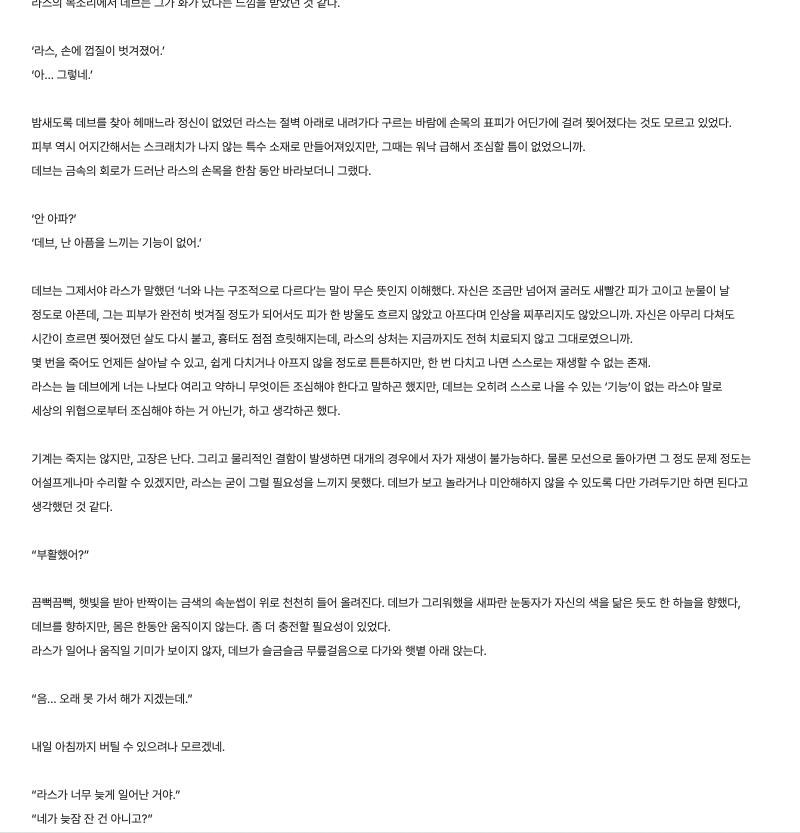 라스의 목소리에서 데브는 그가 화가 났다는 느낌을 받았던 것 같다.
‘라스, 손에 껍질이 벗겨졌어.’
‘아... 그렇네.’
밤새도록 데브를 찾아 헤매느라 정신이 없었던 라스는 절벽 아래로 내려가다 구르는 바람에 손목의 표피가 어딘가에 걸려 찢어졌다는 것도 모르고 있었다.
피부 역시 어지간해서는 스크래치가 나지 않는 특수 소재로 만들어져있지만, 그때는 워낙 급해서 조심할 틈이 없었으니까.
데브는 금속의 회로가 드러난 라스의 손목을 한참 동안 바라보더니 그랬다.
‘안 아파?’
‘데브, 난 아픔을 느끼는 기능이 없어.’
데브는 그제서야 라스가 말했던 ‘너와 나는 구조적으로 다르다’는 말이 무슨 뜻인지 이해했다. 자신은 조금만 넘어져 굴러도 새빨간 피가 고이고 눈물이 날
정도로 아픈데, 그는 피부가 완전히 벗겨질 정도가 되어서도 피가 한 방울도 흐르지 않았고 아프다며 인상을 찌푸리지도 않았으니까. 자신은 아무리 다쳐도
시간이 흐르면 찢어졌던 살도 다시 붙고, 흉터도 점점 흐릿해지는데, 라스의 상처는 지금까지도 전혀 치료되지 않고 그대로였으니까.
몇 번을 죽어도 언제든 살아날 수 있고, 쉽게 다치거나 아프지 않을 정도로 튼튼하지만, 한 번 다치고 나면 스스로는 재생할 수 없는 존재.
라스는 늘 데브에게 너는 나보다 여리고 약하니 무엇이든 조심해야 한다고 말하곤 했지만, 데브는 오히려 스스로 나을 수 있는 ‘기능’이 없는 라스야 말로
세상의 위협으로부터 조심해야 하는 거 아닌가, 하고 생각하곤 했다.
기계는 죽지는 않지만, 고장은 난다. 그리고 물리적인 결함이 발생하면 대개의 경우에서 자가 재생이 불가능하다. 물론 모선으로 돌아가면 그 정도 문제 정도는
어설프게나마 수리할 수 있겠지만, 라스는 굳이 그럴 필요성을 느끼지 못했다. 데브가 보고 놀라거나 미안해하지 않을 수 있도록 다만 가려두기만 하면 된다고
생각했던 것 같다.
“부활했어?”
끔뻑끔뻑, 햇빛을 받아 반짝이는 금색의 속눈썹이 위로 천천히 들어 올려진다. 데브가 그리워했을 새파란 눈동자가 자신의 색을 닮은 듯도 한 하늘을 향했다,
데브를 향하지만, 몸은 한동안 움직이지 않는다. 좀 더 충전할 필요성이 있었다.
라스가 일어나 움직일 기미가 보이지 않자, 데브가 슬금슬금 무릎걸음으로 다가와 햇볕 아래 앉는다.
“음... 오래 못 가서 해가 지겠는데.”
내일 아침까지 버틸 수 있으려나 모르겠네.
“라스가 너무 늦게 일어난 거야.”
“네가 늦잠 잔 건 아니고?”